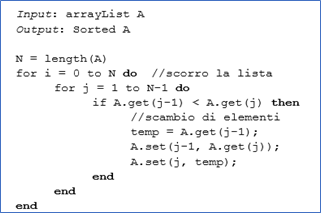 Input: arrayList A
Output: Sorted A
N = length(A)
for i = 0 to N do //scorro la lista
for j = 1 to N-1 do
if A.get(j-1) < A.get(j) then
//scambio di elementi
temp = A.get(j-1);
A.set(j-1, A.get(j));
A.set(j, temp);
end
end
end